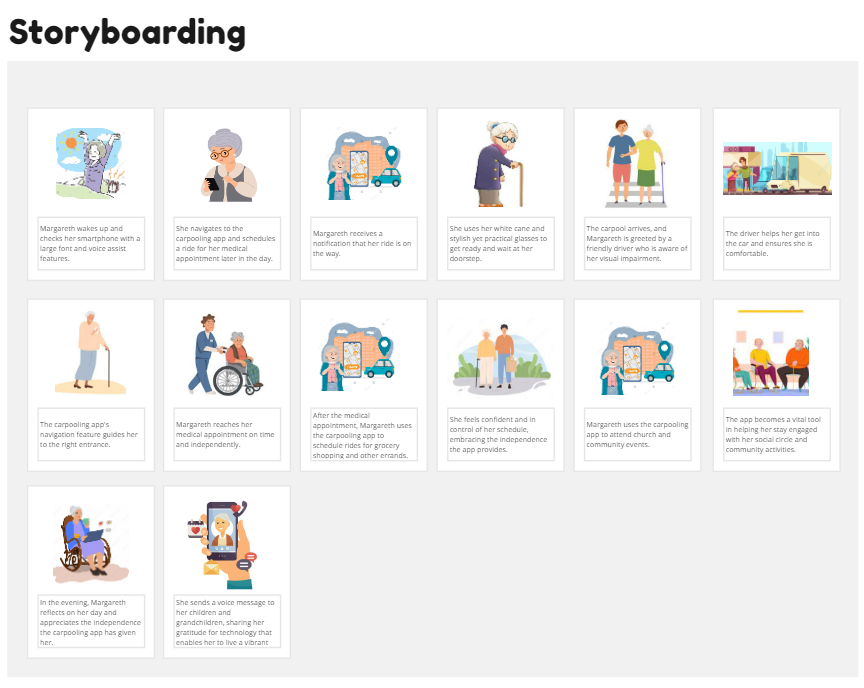 Storyboarding
Margareth wakes up and
checks her smartphone with a
large font and voice assist
features.
She navigates to the
carpooling app and schedules
a ride for her medical
appointment later in the day.
Margareth receives a
notification that her ride is on
the way.
She uses her white cane and
stylish yet practical glasses to
get ready and wait at her
doorstep.
The carpool arrives, and
Margareth is greeted by a
friendly driver who is aware of
her visual impairment.
The driver helps her get into
the car and ensures she is
comfortable.
The carpooling app's
navigation feature guides her
to the right entrance.
Margareth reaches her
medical appointment on time
and independently.
After the medical
appointment, Margareth uses
the carpooling app to
schedule rides for grocery
shopping and other errands.
She feels confident and in
control of her schedule,
embracing the independence
the app provides.
Margareth uses the carpooling
app to attend church and
community events.
The app becomes a vital tool
in helping her stay engaged
with her social circle and
community activities.
In the evening, Margareth
reflects on her day and
appreciates the independence
the carpooling app has given
her.
She sends a voice message to
her children and
grandchildren, sharing her
gratitude for technology that
enables her to live a vibrant